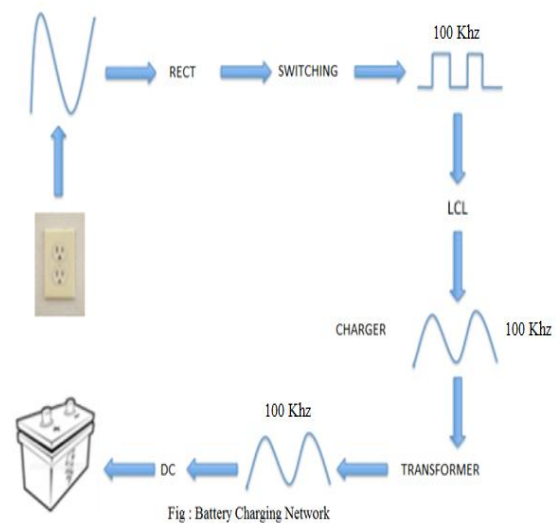 100 Khz
RECT
SWITCHING
LCL
CHARGER
100 Khz
TRANSFORMER
100 Khz
DC
Fig : Battery Charging Network